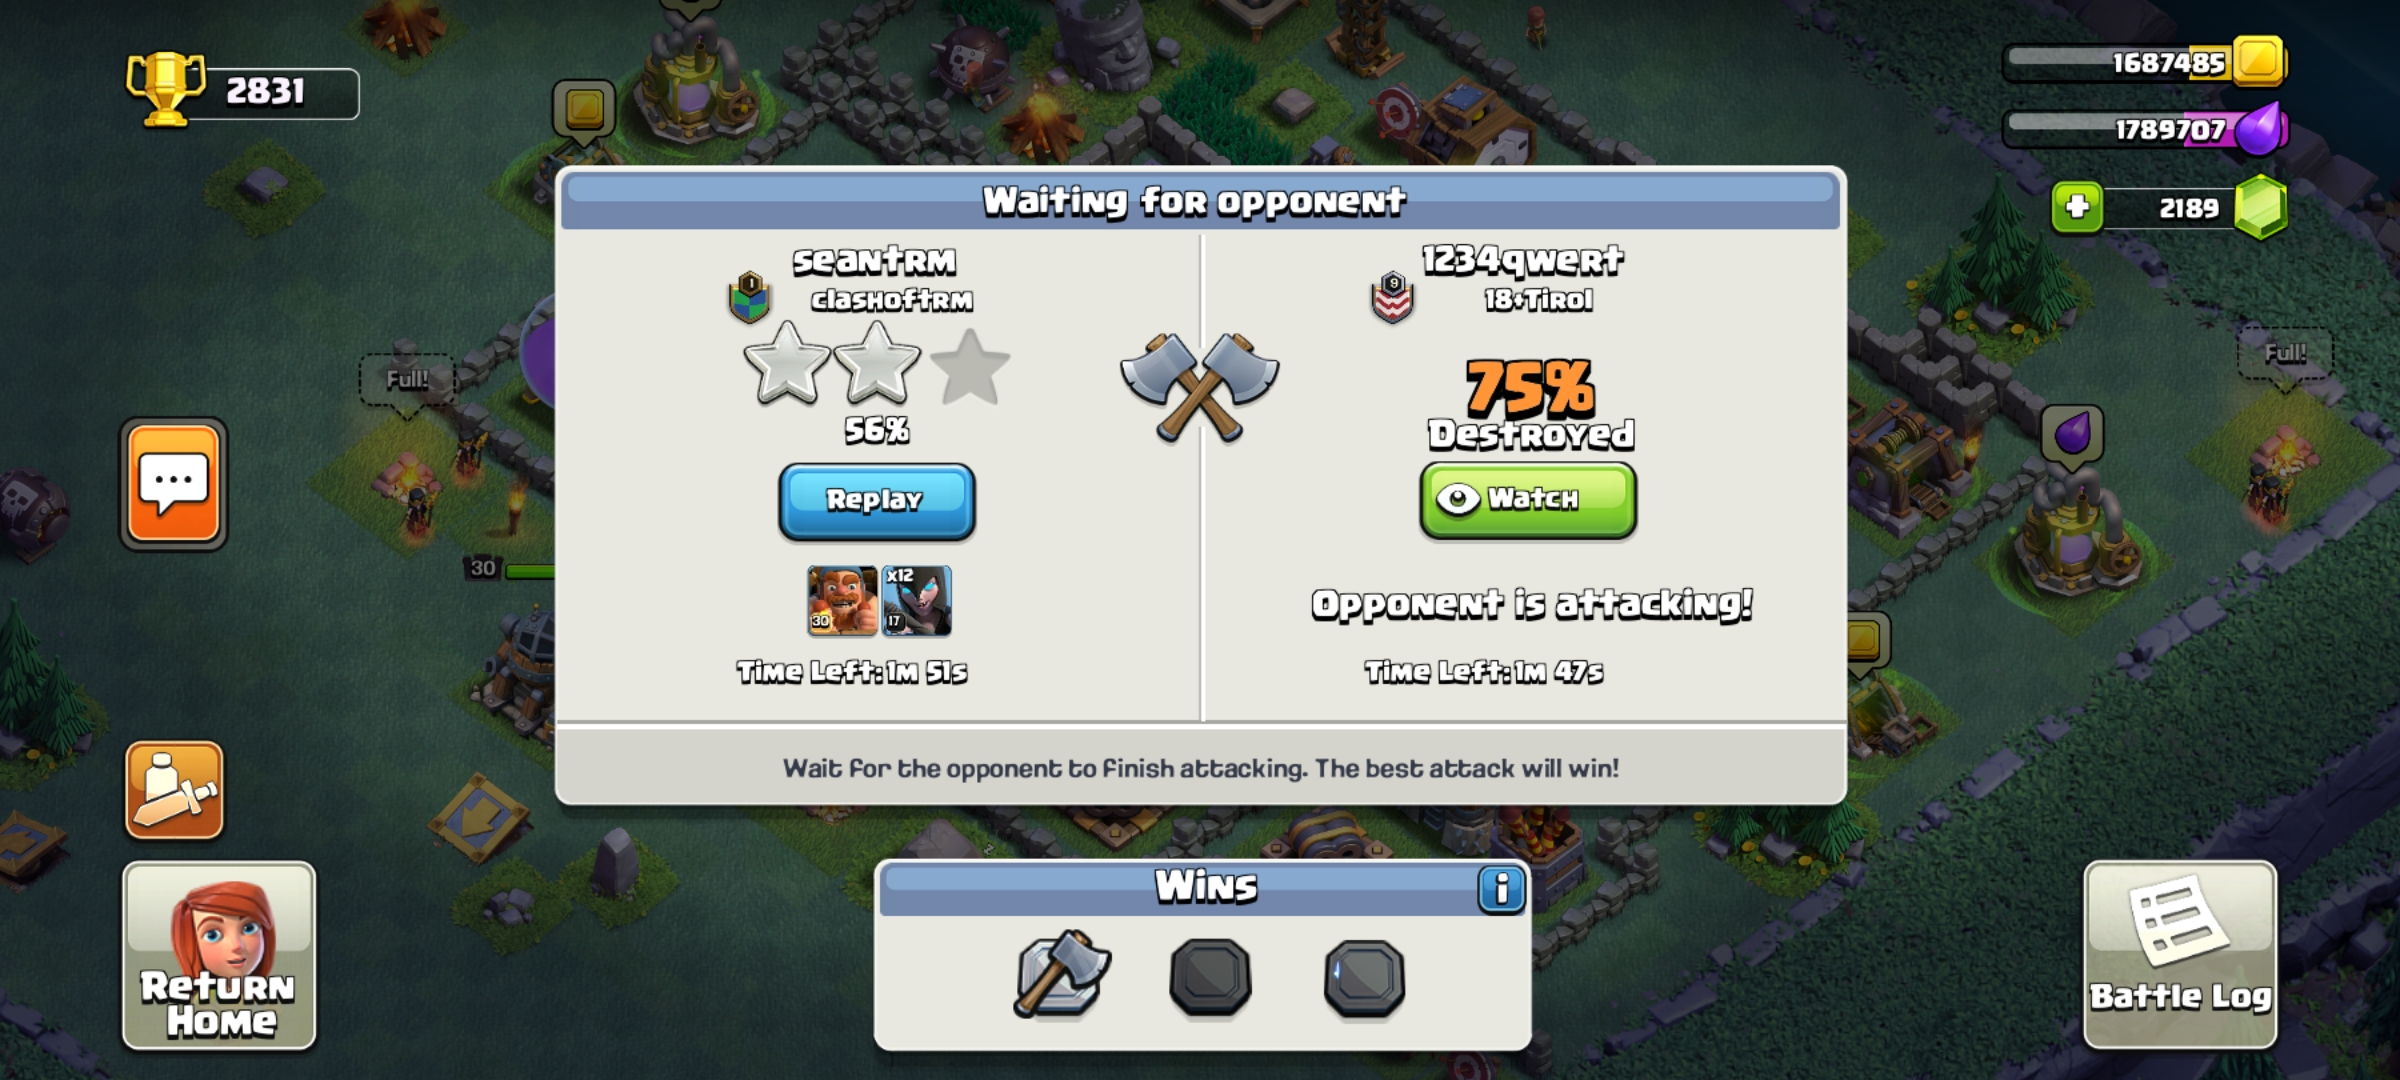 2831
1687485
1789707
2189
Waiting for opponent
seantrm
1
clashoftrm
56%
Replay
30
x12
17
Time Left: 1m 51s
1234qwert
9
18+Tirol
75%
Destroyed
Watch
Opponent is attacking!
Time Left: 1m 47s
Wait for the opponent to finish attacking. The best attack will win!
Full!
Full!
30
Wins
i
Return
Home
Battle Log